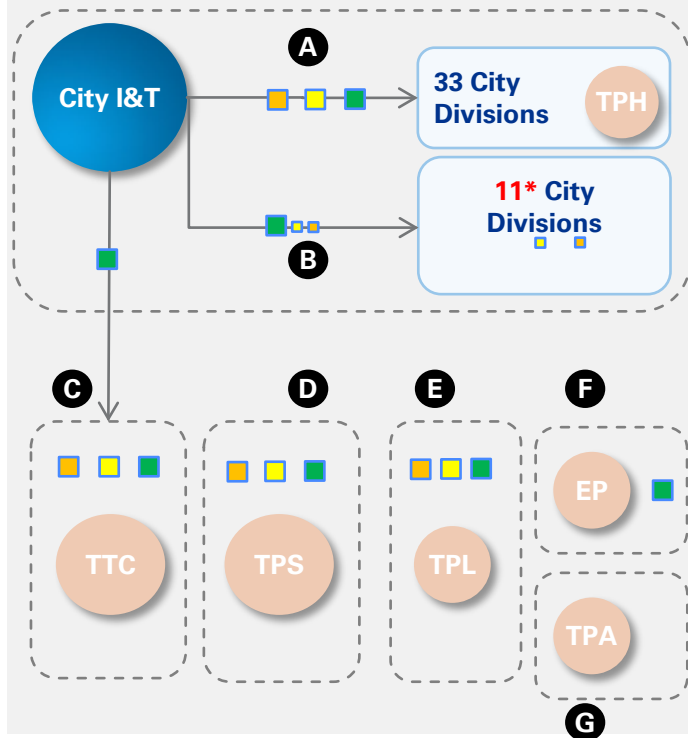 A
City I&T
33 City
Divisions
TPH
11* City
Divisions
B
C
D
E
F
EP
TTC
TPS
TPL
TPA
G